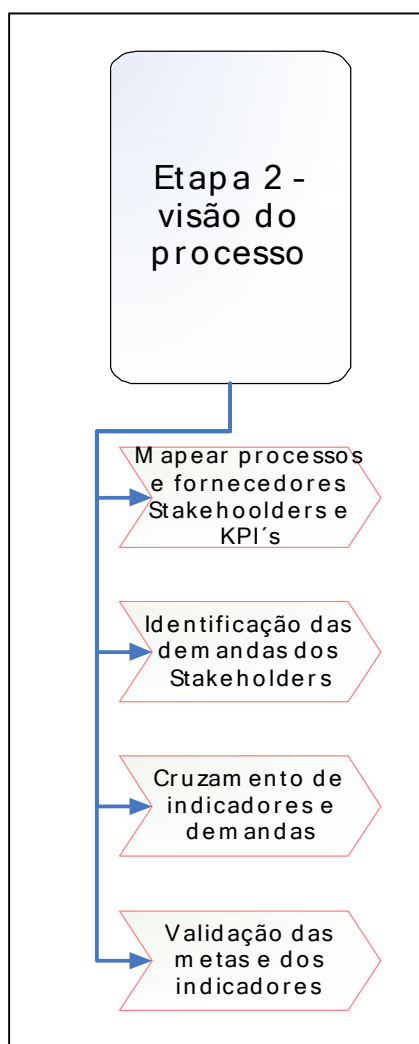 Etapa 2 -
visão do
processo
Mapear processos
e fornecedores.
Stakehoolders e
KPI´s
Identificação das
demandas dos
Stakeholders
Cruzamento de
indicadores e
demandas
Validação das
metas e dos
indicadores